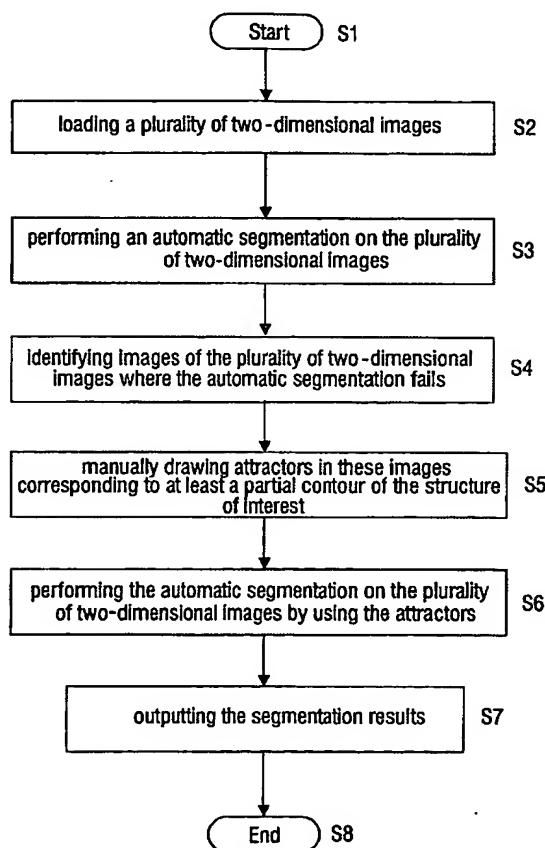 Start S1
loading a plurality of two-dimensional images S2
performing an automatic segmentation on the plurality
of two-dimensional images
S3
identifying images of the plurality of two-dimensional
images where the automatic segmentation fails
S4
manually drawing attractors in these images
corresponding to at least a partial contour of the structure
of interest
S5
performing the automatic segmentation on the plurality
of two-dimensional images by using the attractors
S6
outputting the segmentation results S7
End S8